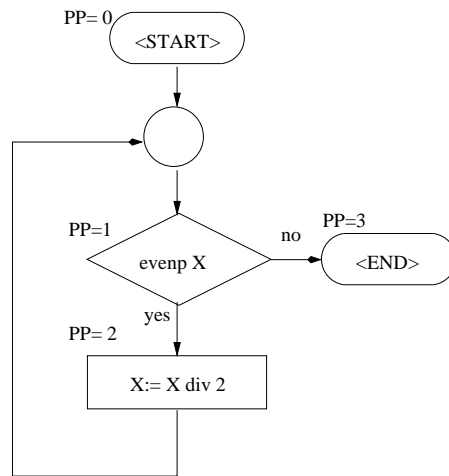 PP= 0
<START>
PP=1
evenp X
no
PP=3
<END>
yes
PP= 2
X:= X div 2